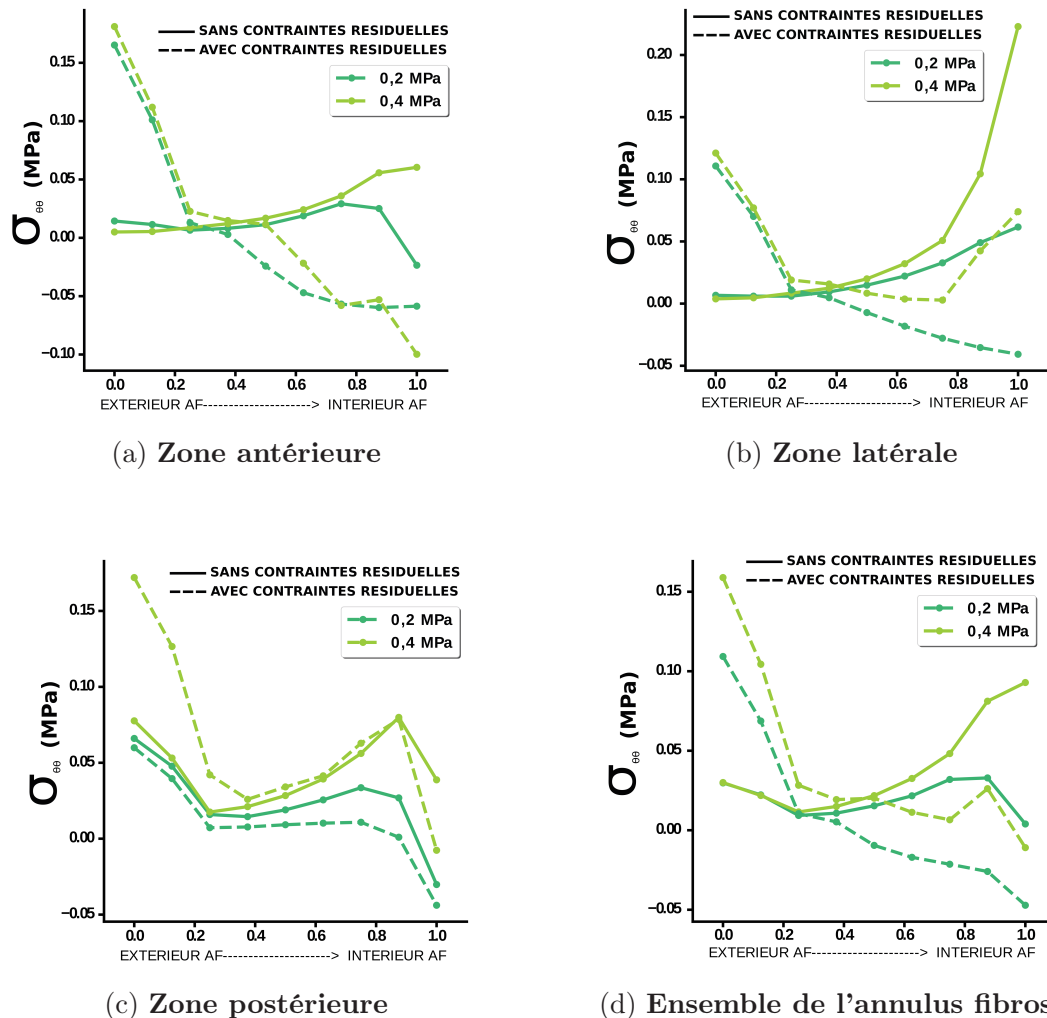 SANS CONTRAINTES RESIDUELLES
AVEC CONTRAINTES RESIDUELLES
0,2 MPa
0,4 MPa
σθθ (MPa)
0.15
0.10
0.05
0.00
−0.05
−0.10
0.0 0.2 0.4 0.6 0.8 1.0
EXTERIEUR AF---------------------> INTERIEUR AF
(a) Zone antérieure
SANS CONTRAINTES RESIDUELLES
AVEC CONTRAINTES RESIDUELLES
0,2 MPa
0,4 MPa
σθθ (MPa)
0.20
0.15
0.10
0.05
0.00
−0.05
0.0 0.2 0.4 0.6 0.8 1.0
EXTERIEUR AF---------------------> INTERIEUR AF
(b) Zone latérale
SANS CONTRAINTES RESIDUELLES
AVEC CONTRAINTES RESIDUELLES
0,2 MPa
0,4 MPa
σθθ (MPa)
0.15
0.10
0.05
0.00
−0.05
0.0 0.2 0.4 0.6 0.8 1.0
EXTERIEUR AF---------------------> INTERIEUR AF
(c) Zone postérieure
SANS CONTRAINTES RESIDUELLES
AVEC CONTRAINTES RESIDUELLES
0,2 MPa
0,4 MPa
σθθ (MPa)
0.15
0.10
0.05
0.00
−0.05
0.0 0.2 0.4 0.6 0.8 1.0
EXTERIEUR AF---------------------> INTERIEUR AF
(d) Ensemble de l'annulus fibros